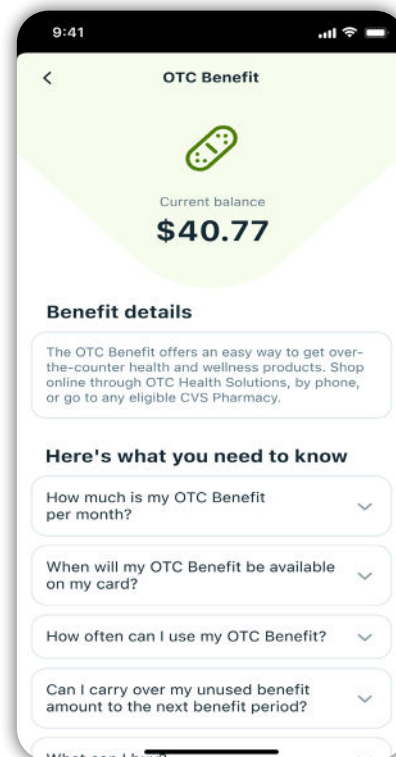 9:41
OTC Benefit
Current balance
$40.77
Benefit details
The OTC Benefit offers an easy way to get over-
the-counter health and wellness products. Shop
online through OTC Health Solutions, by phone,
or go to any eligible CVS Pharmacy.
Here's what you need to know
How much is my OTC Benefit
per month?
When will my OTC Benefit be available
on my card?
How often can I use my OTC Benefit?
Can I carry over my unused benefit
amount to the next benefit period?
What can I buy?